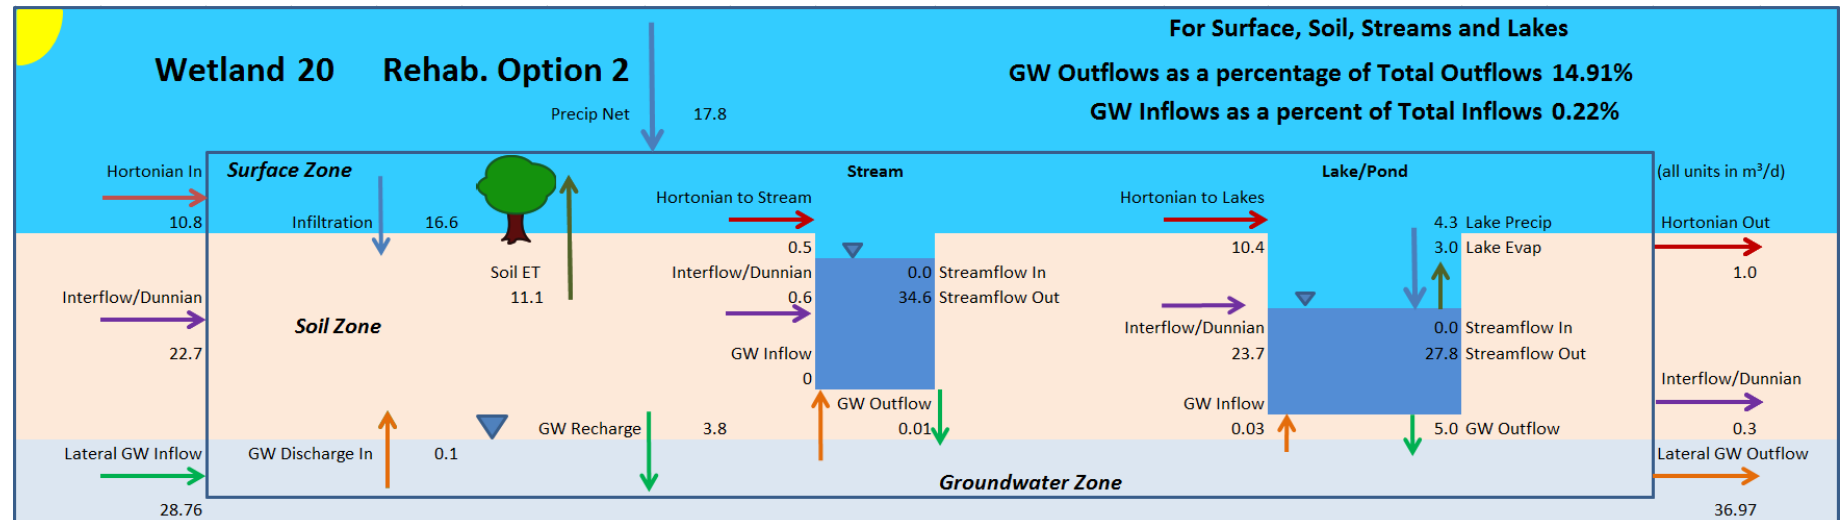 For Surface, Soil, Streams and Lakes
Wetland 20 Rehab. Option 2
GW Outflows as a percentage of Total Outflows 14.91%
GW Inflows as a percent of Total Inflows 0.22%
Precip Net 17.8
Hortonian In
10.8
Surface Zone
Infiltration 16.6
Soil ET
11.1
Stream
Hortonian to Stream
0.5
Interflow/Dunnian
0.6
0.0 Streamflow In
34.6 Streamflow Out
GW Inflow
0
GW Outflow
0.01
Lake/Pond
Hortonian to Lakes
10.4
4.3 Lake Precip
3.0 Lake Evap
Interflow/Dunnian
23.7
0.0 Streamflow In
27.8 Streamflow Out
GW Inflow
0.03
5.0 GW Outflow
(all units in m³/d)
Hortonian Out
1.0
Interflow/Dunnian
22.7
Soil Zone
Interflow/Dunnian
0.3
GW Recharge 3.8
Lateral GW Inflow
28.76
GW Discharge In 0.1
Groundwater Zone
Lateral GW Outflow
36.97